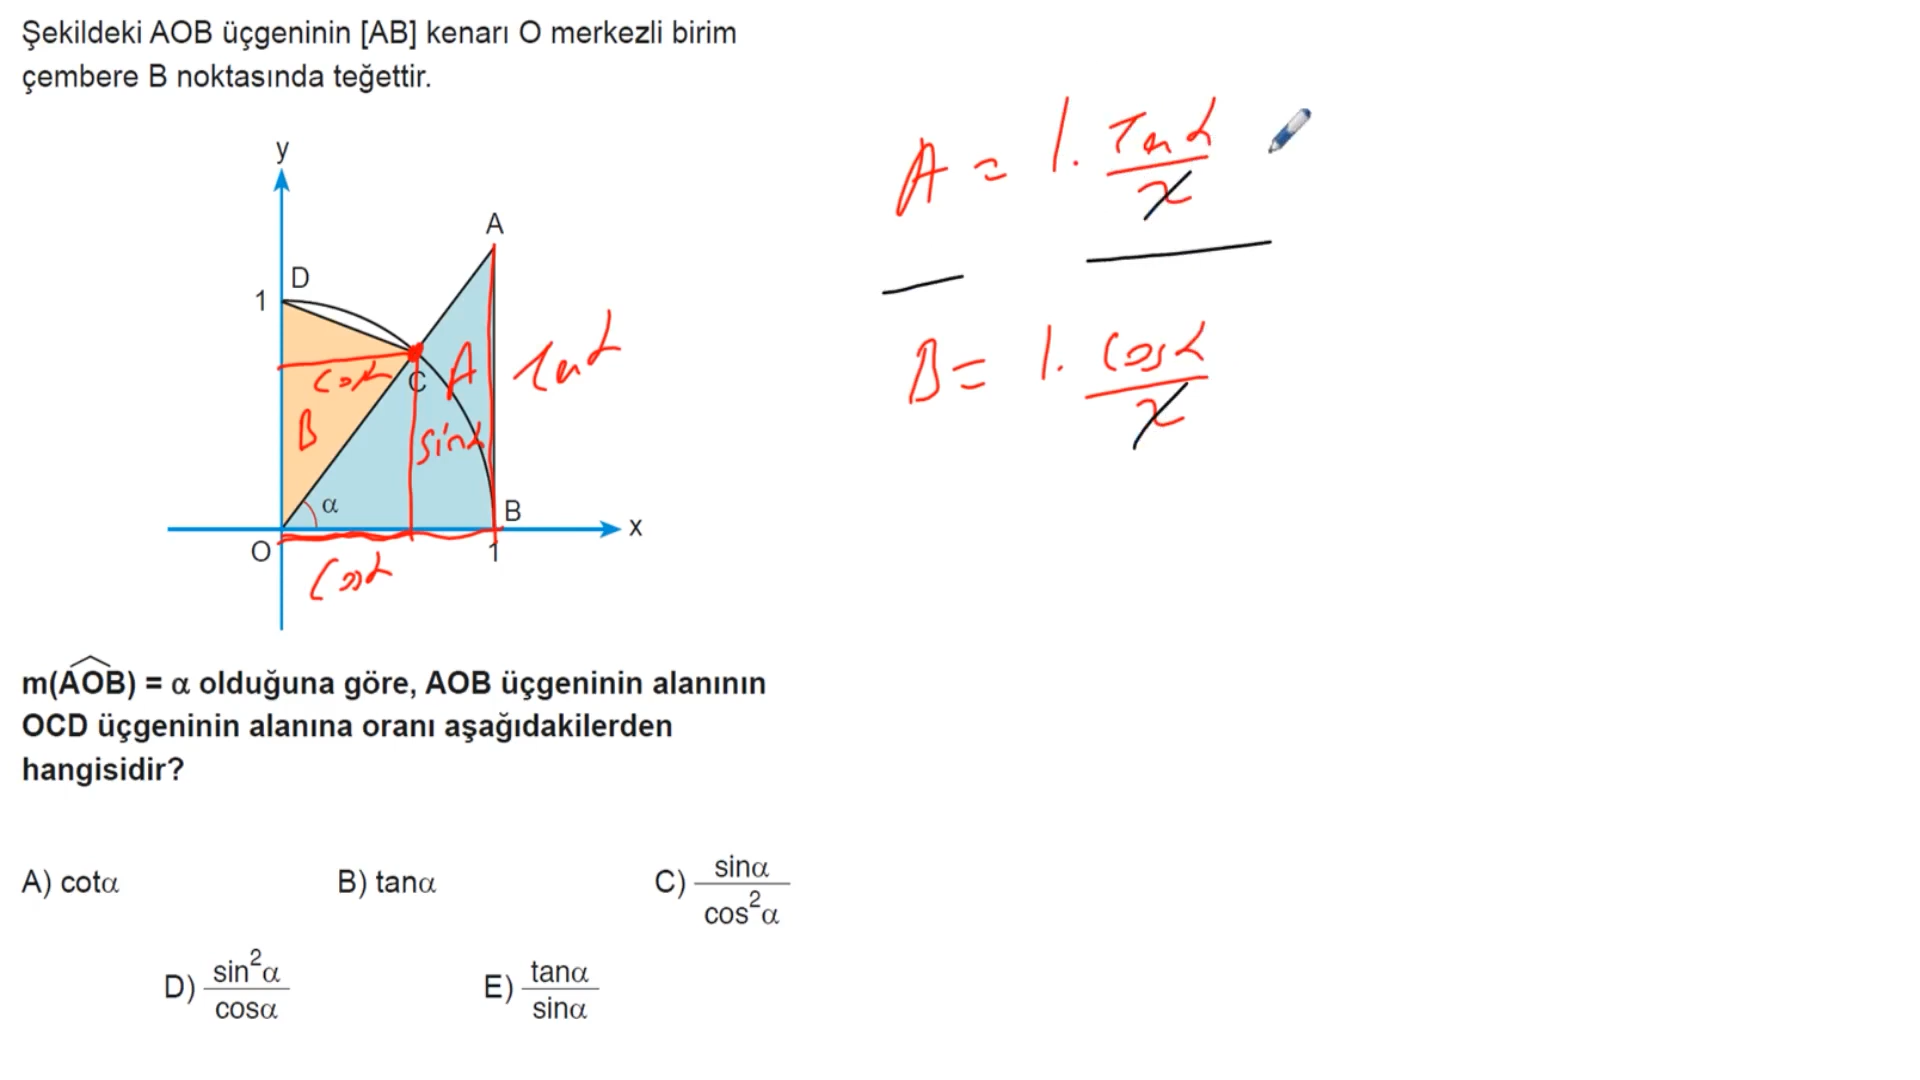 Şekildeki AOB üçgeninin [AB] kenarı O merkezli birim
çembere B noktasında teğettir.
y
A
D
1
C
A
Tanα
Cosα
B
Sinα
α
B
x
O
1
Cosα
A = 1. Tanα / 2
B = 1. Cosα / 2
m(AOB) = α olduğuna göre, AOB üçgeninin alanının
OCD üçgeninin alanına oranı aşağıdakilerden
hangisidir?
A) cotα B) tanα C) sinα / cos²α
D) sin²α / cosα E) tanα / sinα